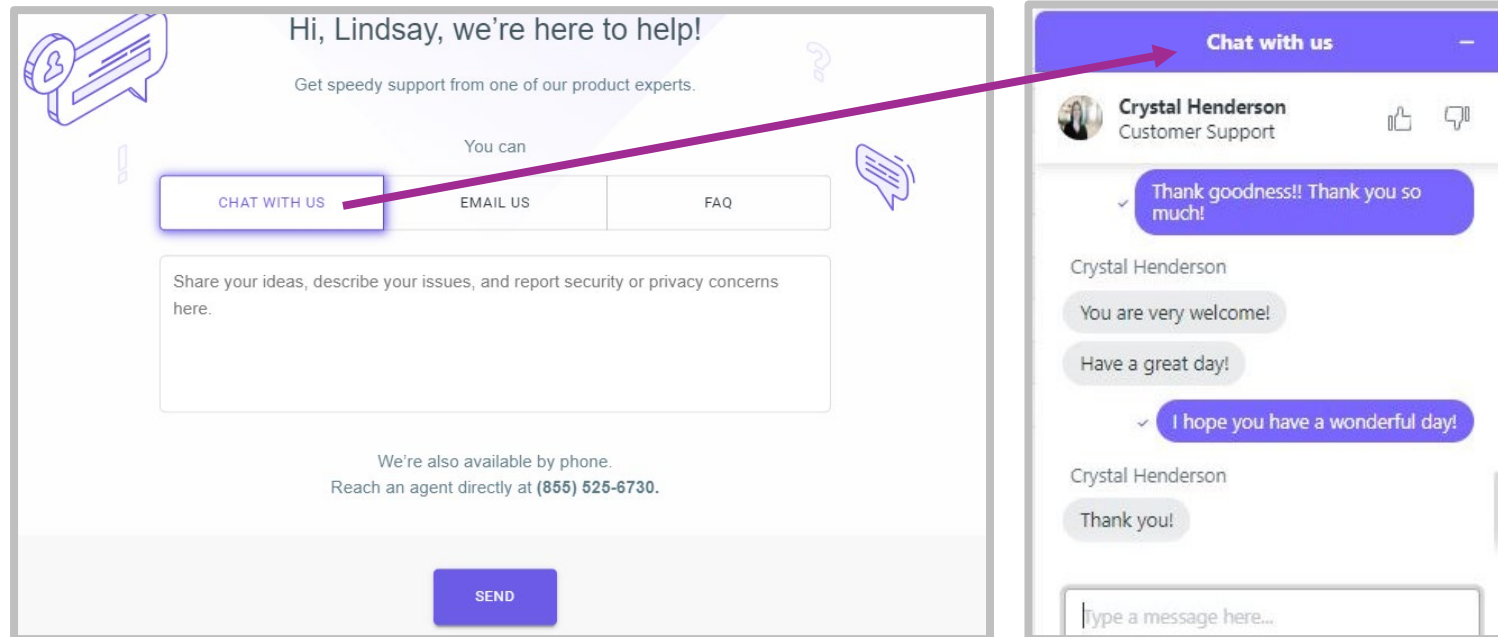 Hi, Lindsay, we're here to help!
Get speedy support from one of our product experts.
You can
CHAT WITH US
EMAIL US
FAQ
Share your ideas, describe your issues, and report security or privacy concerns
here.
We're also available by phone.
Reach an agent directly at (855) 525-6730.
SEND
Chat with us
Crystal Henderson
Customer Support
Thank goodness!! Thank you so
much!
Crystal Henderson
You are very welcome!
Have a great day!
I hope you have a wonderful day!
Crystal Henderson
Thank you!
Type a message here...